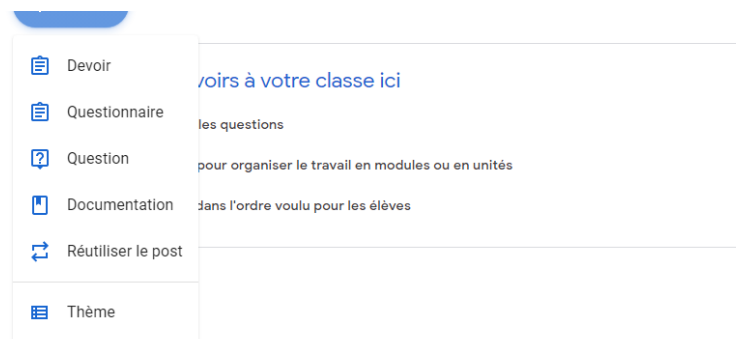 Devoir
voirs à votre classe ici
Questionnaire
les questions
Question
pour organiser le travail en modules ou en unités
Documentation
dans l'ordre voulu pour les élèves
Réutiliser le post
Thème